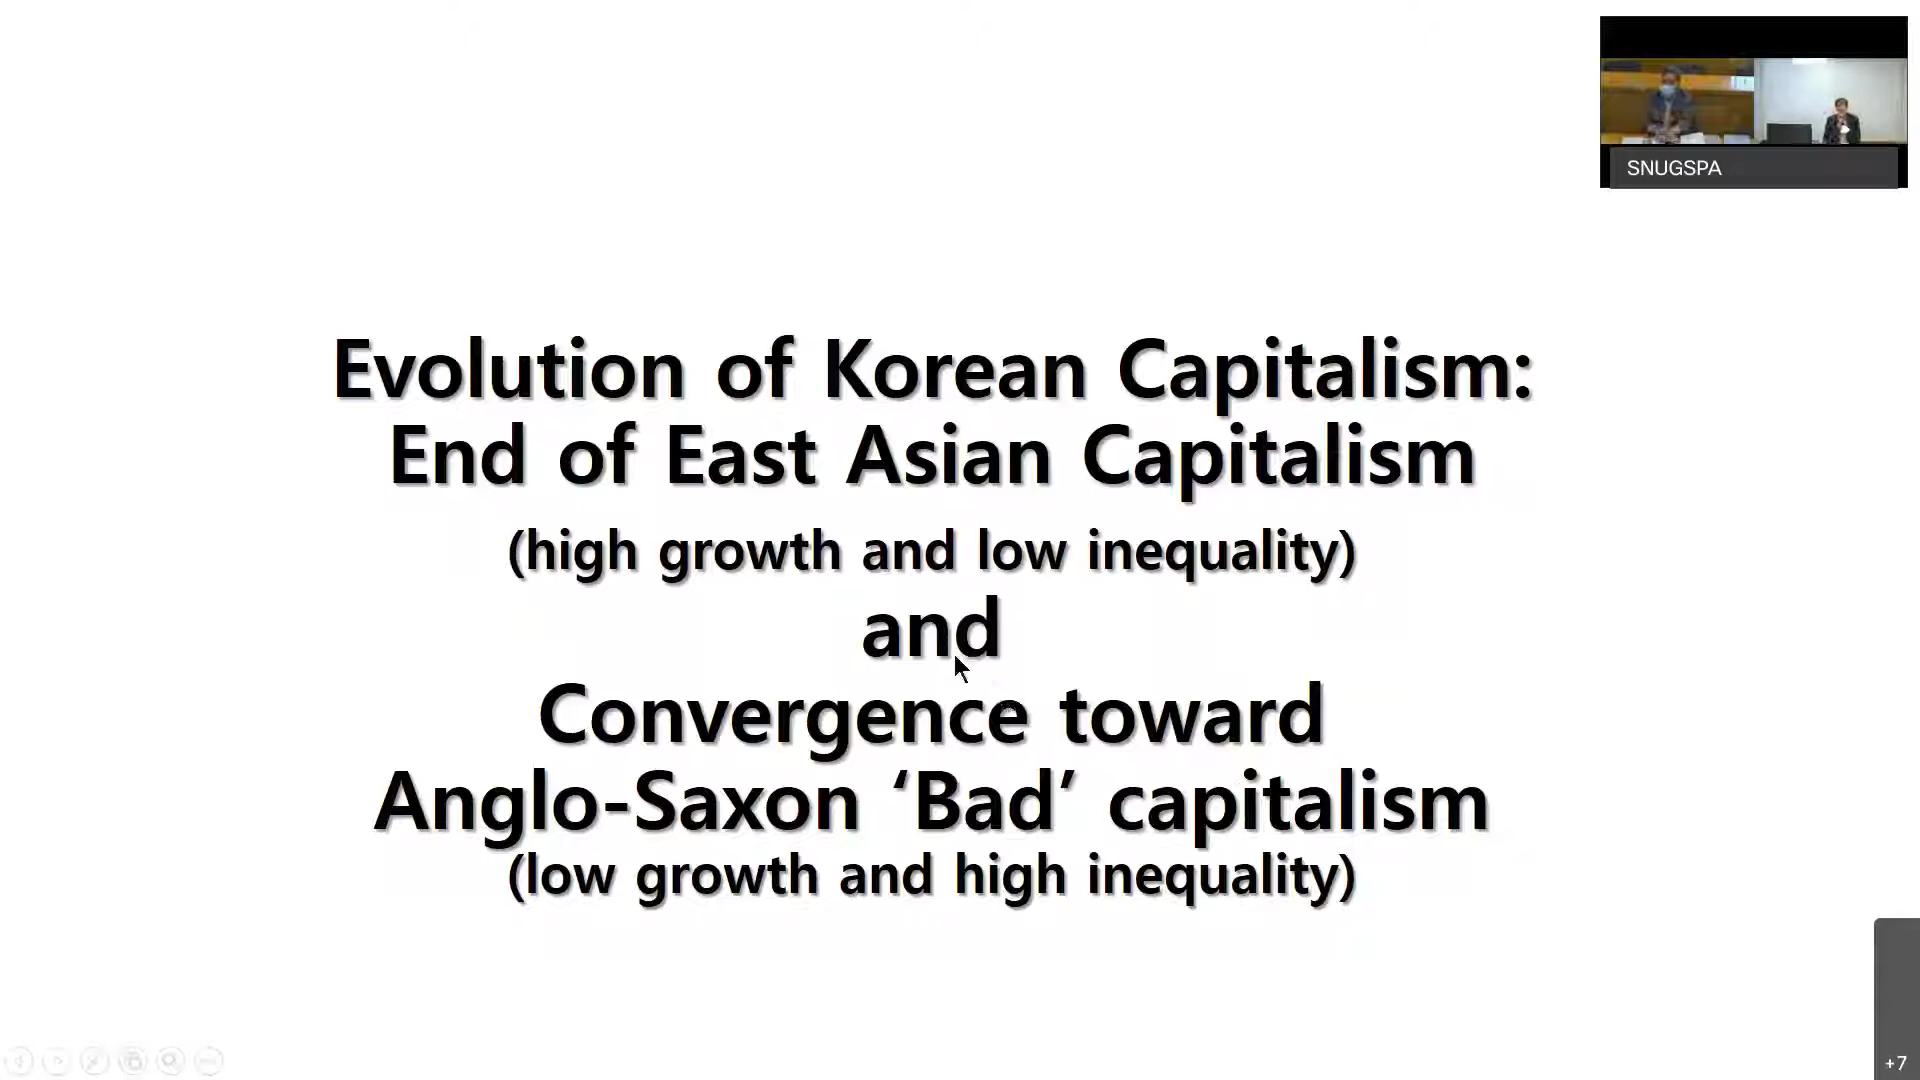 SNUGSPA
Evolution of Korean Capitalism:
End of East Asian Capitalism
(high growth and low inequality)
and
Convergence toward
Anglo-Saxon ‘Bad’ capitalism
(low growth and high inequality)
+7